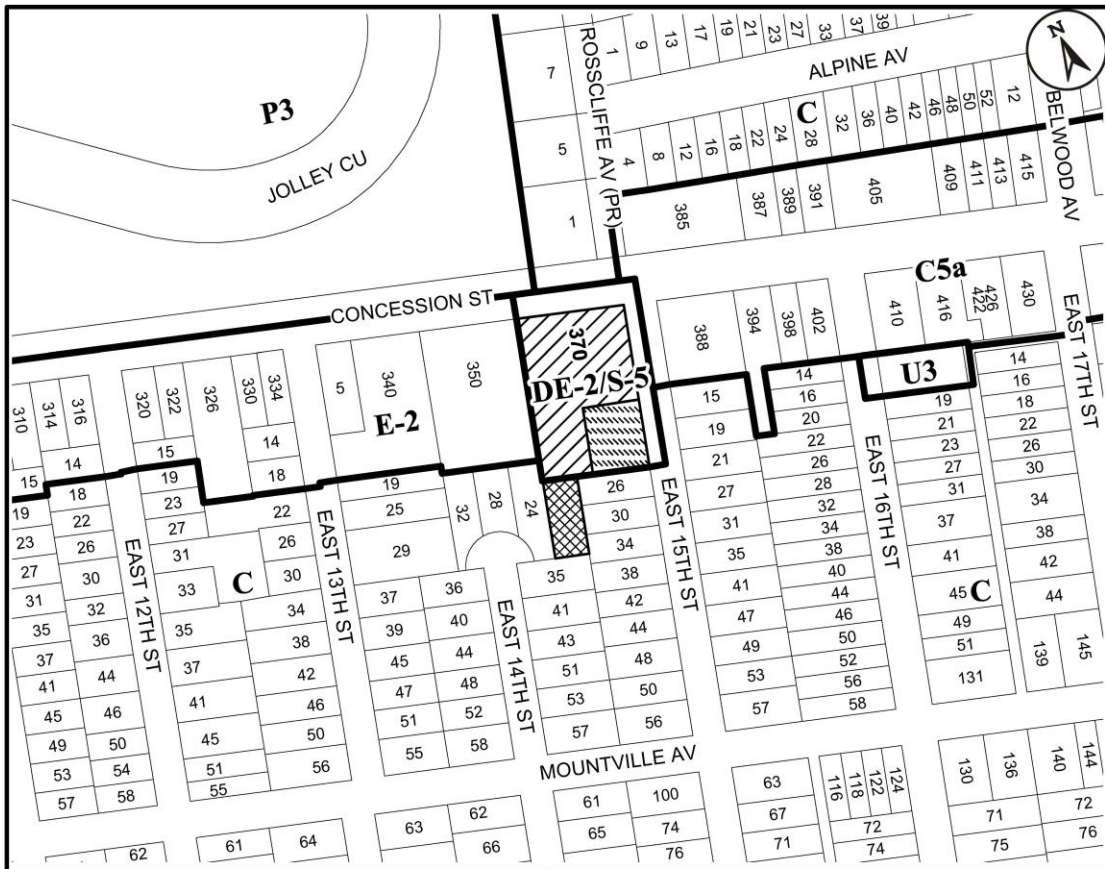 1 9 13 17 19 21 23 27 33 37 39
ROSSCLIFFE AV (PR)
ALPINE AV
N
7
P3
JOLLEY CU
5
4 8 12 16 18 22 24 28 32 36 40 42 46 48 50 52 12
C
BELWOOD AV
1
385 387 389 391 405 409 411 413 415
CONCESSION ST
C5a
388 394 398 402 410 416 422 426 430
EAST 17TH ST
370
DE-2/S-5
U3
310 314 316 320 322 326 330 334 5 340 350
E-2
15 14 15 14 18
19 18 19 22 19
23 22 23 26 25
27 26 27 30 29
31 30 31 34 37
35 32 33 38 39
37 36 35 42 45
41 44 37 46 47
45 46 41 50 51
49 50 45 56 55
53 54 51
57 58 55
C
EAST 12TH ST
EAST 13TH ST
32 28 24
36
40
44
48
52
58
EAST 14TH ST
26
30
34
35 38
41 42
43 44
51 48
53 50
57 56
EAST 15TH ST
15
19
21
27
31
35
41
47
49
53
57
14
16
20
22
26
28
32
34
38
40
44
46
50
52
56
58
EAST 16TH ST
19
21
23
27
31
37
41
45
49
51
131
C
14
16
18
22
26
30
34
38
42
44
139 145
MOUNTVILLE AV
62 61 64 63 62 66
61 100
65 74
76
63
67
71
116 118 122 124
72
74
130 136 140 144
71 72
75 76